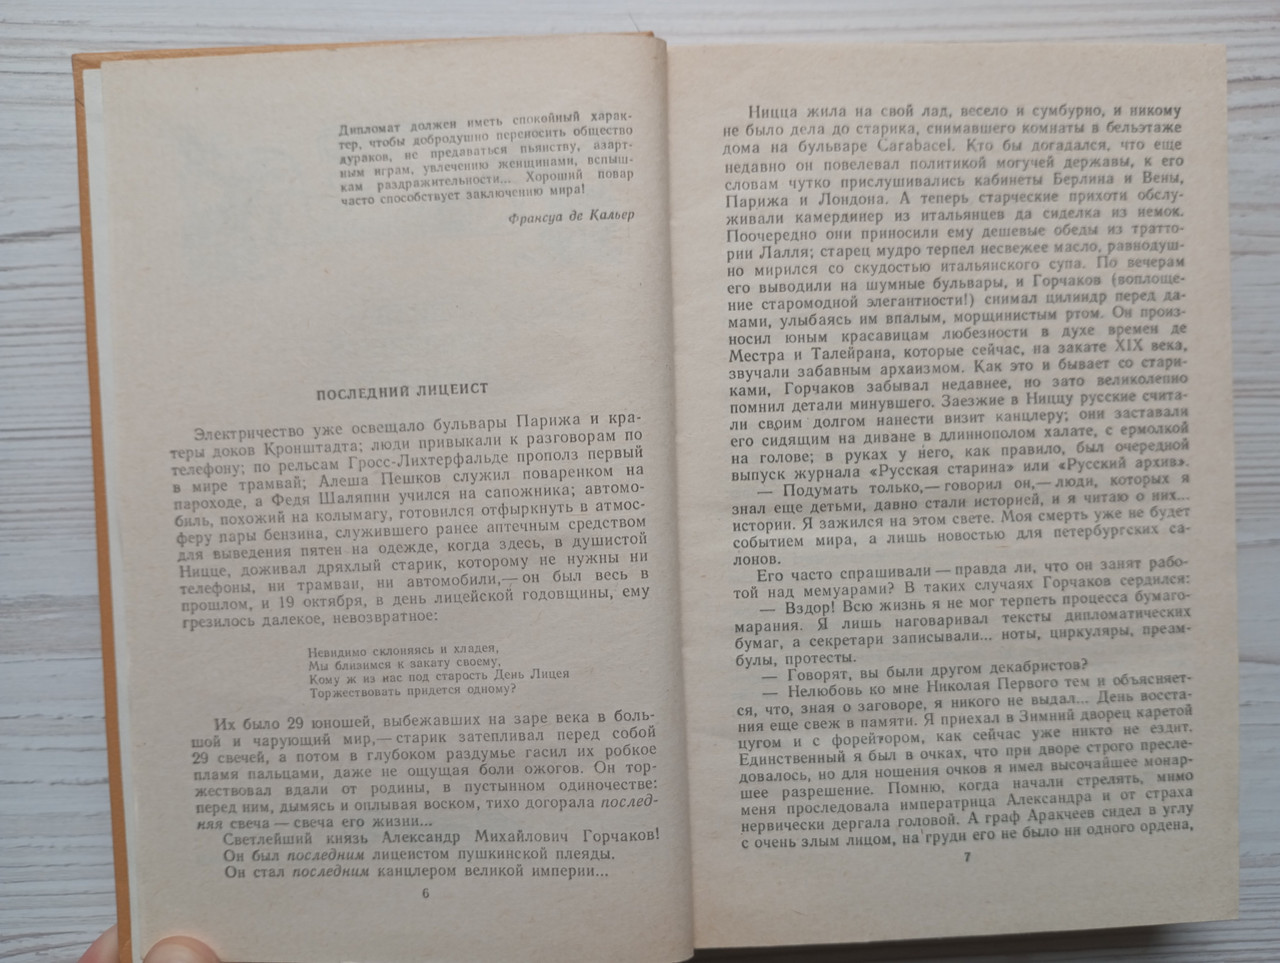 Дипломат должен иметь спокойный харак-
тер, чтобы добродушно переносить общество
дураков, не предаваться пьянству, азарт-
ным играм, увлечению женщинами, вспыш-
кам раздражительности... Хороший повар
часто способствует заключению мира!
Франсуа де Кальер
ПОСЛЕДНИЙ ЛИЦЕИСТ
Электричество уже освещало бульвары Парижа и кра-
теры доков Кронштадта; люди привыкали к разговорам по
телефону; по рельсам Гросс-Лихтерфальде прополз первый
в мире трамвай; Алеша Пешков служил поваренком на
пароходе, а Федя Шаляпин учился на сапожника; автомо-
биль, похожий на колымагу, готовился отфыркнуть в атмос-
феру пары бензина, служившего ранее аптечным средством
для выведения пятен на одежде, когда здесь, в душистой
Ницце, доживал дряхлый старик, которому не нужны ни
телефоны, ни трамваи, ни автомобили,— он был весь в
прошлом, и 19 октября, в день лицейской годовщины, ему
грезилось далекое, невозвратное:
Невидимо склоняясь и хладея,
Мы близимся к закату своему,
Кому ж из нас под старость День Лицея
Торжествовать придется одному?
Их было 29 юношей, выбежавших на заре века в боль-
шой и чарующий мир,— старик затепливал перед собой
29 свечей, а потом в глубоком раздумье гасил их робкое
пламя пальцами, даже не ощущая боли ожогов. Он тор-
жествовал вдали от родины, в пустынном одиночестве:
перед ним, дымясь и оплывая воском, тихо догорала послед-
няя свеча — свеча его жизни...
Светлейший князь Александр Михайлович Горчаков!
Он был последним лицеистом пушкинской плеяды.
Он стал последним канцлером великой империи...
6
Ницца жила на свой лад, весело и сумбурно, и никому
не было дела до старика, снимавшего комнаты в бельэтаже
дома на бульваре Carabacel. Кто бы догадался, что еще
недавно он повелевал политикой могучей державы, к его
словам чутко прислушивались кабинеты Берлина и Вены,
Парижа и Лондона. А теперь старческие прихоти обслу-
живали камердинер из итальянцев да сиделка из немок.
Поочередно они приносили ему дешевые обеды из тратто-
рии Лалля; старец мудро терпел несвежее масло, равнодуш-
но мирился со скудостью итальянского супа. По вечерам
его выводили на шумные бульвары, и Горчаков (воплоще-
ние старомодной элегантности!) снимал цилиндр перед да-
мами, улыбаясь им впалым, морщинистым ртом. Он произ-
носил юным красавицам любезности в духе времен де
Местра и Талейрана, которые сейчас, на закате XIX века,
звучали забавным архаизмом. Как это и бывает со стари-
ками, Горчаков забывал недавнее, но зато великолепно
помнил детали минувшего. Заезжие в Ниццу русские счита-
ли своим долгом нанести визит канцлеру; они заставали
его сидящим на диване в длиннополом халате, с ермолкой
на голове; в руках у него, как правило, был очередной
выпуск журнала «Русская старина» или «Русский архив».
— Подумать только,— говорил он,— люди, которых я
знал еще детьми, давно стали историей, и я читаю о них...
истории. Я зажился на этом свете. Моя смерть уже не будет
событием мира, а лишь новостью для петербургских са-
лонов.
Его часто спрашивали — правда ли, что он занят рабо-
той над мемуарами? В таких случаях Горчаков сердился:
— Вздор! Всю жизнь я не мог терпеть процесса бумаго-
марания. Я лишь наговаривал тексты дипломатических
бумаг, а секретари записывали... ноты, циркуляры, преам-
булы, протесты.
— Говорят, вы были другом декабристов?
— Нелюбовь ко мне Николая Первого тем и объясняет-
ся, что, зная о заговоре, я никого не выдал... День восста-
ния еще свеж в памяти. Я приехал в Зимний дворец каретой
цугом и с форейтором, как сейчас уже никто не ездит.
Единственный я был в очках, что при дворе строго пресле-
довалось, но для ношения очков я имел высочайшее монар-
шее разрешение. Помню, когда начали стрелять, мимо
меня проследовала императрица Александра и от страха
нервически дергала головой. А граф Аракчеев сидел в углу
с очень злым лицом, на груди его не было ни одного ордена,
7